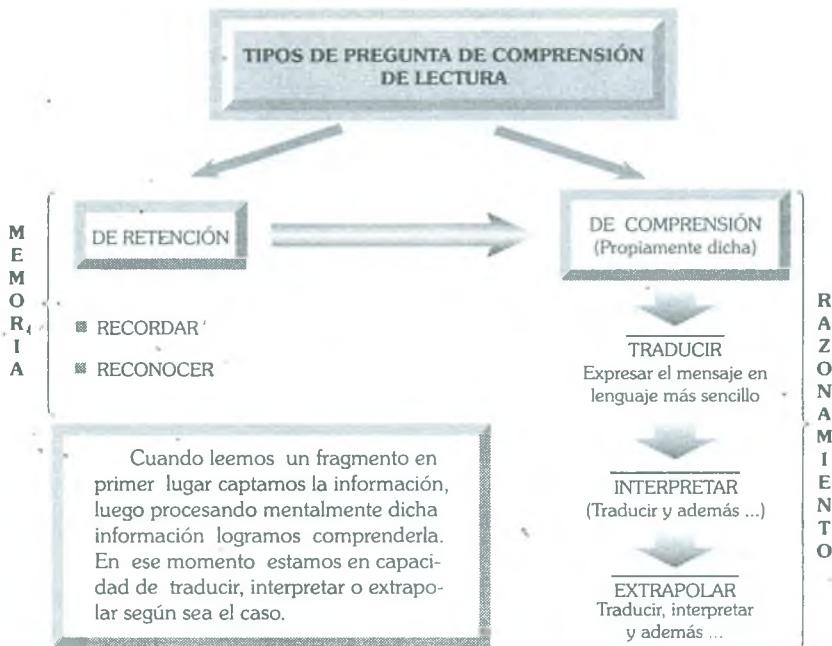 TIPOS DE PREGUNTA DE COMPRENSIÓN
DE LECTURA
MEMORIA
DE RETENCIÓN
RECORDAR
RECONOCER
DE COMPRENSIÓN
(Propiamente dicha)
TRADUCIR
Expresar el mensaje en
lenguaje más sencillo
INTERPRETAR
(Traducir y además ...)
EXTRAPOLAR
Traducir, interpretar
y además ...
RAZONAMIENTO
Cuando leemos un fragmento en
primer lugar captamos la información,
luego procesando mentalmente dicha
información logramos comprenderla.
En ese momento estamos en capaci-
dad de traducir, interpretar o extrapo-
lar según sea el caso.